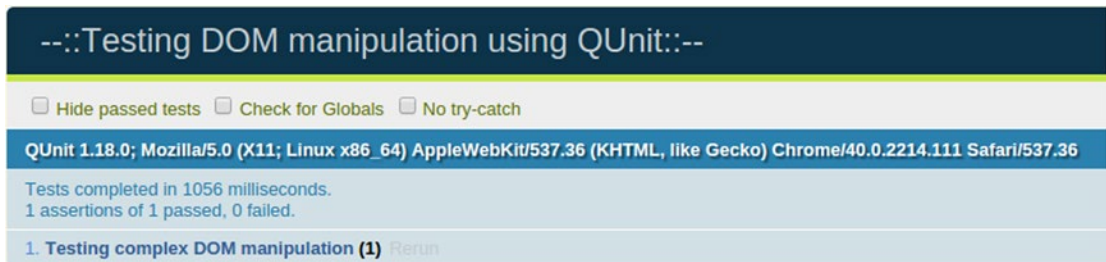 --::Testing DOM manipulation using QUnit::--
Hide passed tests Check for Globals No try-catch
QUnit 1.18.0; Mozilla/5.0 (X11; Linux x86_64) AppleWebKit/537.36 (KHTML, like Gecko) Chrome/40.0.2214.111 Safari/537.36
Tests completed in 1056 milliseconds.
1 assertions of 1 passed, 0 failed.
1. Testing complex DOM manipulation (1) Rerun